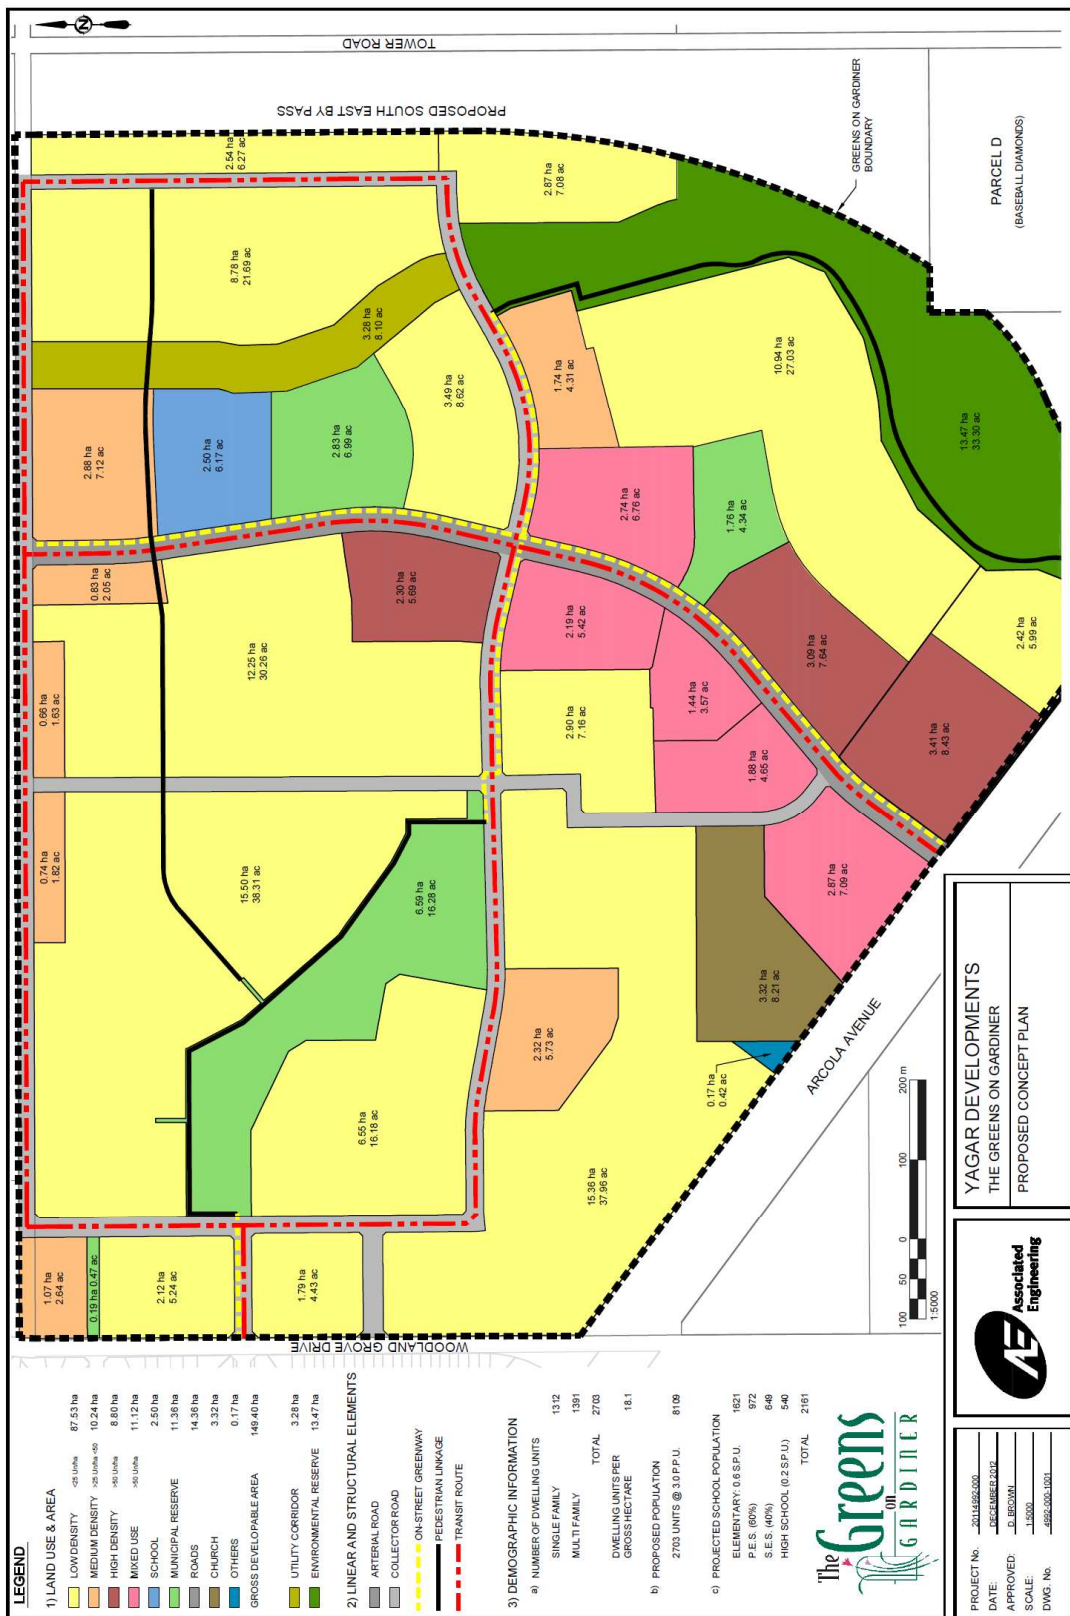 LEGEND
1) LAND USE & AREA
LOW DENSITY <25 Un/ha 87.53 ha
MEDIUM DENSITY >25 Un/ha <50 10.24 ha
HIGH DENSITY >50 Un/ha 8.80 ha
MIXED USE >50 Un/ha 11.12 ha
SCHOOL 2.50 ha
MUNICIPAL RESERVE 11.36 ha
ROADS 14.36 ha
CHURCH 3.32 ha
OTHERS 0.17 ha
GROSS DEVELOPABLE AREA 149.40 ha
UTILITY CORRIDOR 3.28 ha
ENVIRONMENTAL RESERVE 13.47 ha
2) LINEAR AND STRUCTURAL ELEMENTS
ARTERIAL ROAD
COLLECTOR ROAD
ON-STREET GREENWAY
PEDESTRIAN LINKAGE
TRANSIT ROUTE
3) DEMOGRAPHIC INFORMATION
a) NUMBER OF DWELLING UNITS
SINGLE FAMILY 1312
MULTI FAMILY 1391
TOTAL 2703
DWELLING UNITS PER
GROSS HECTARE 18.1
b) PROPOSED POPULATION
2703 UNITS @ 3.0 P.P.U. 8109
c) PROJECTED SCHOOL POPULATION
ELEMENTARY: 0.6 S.P.U. 1621
P.E.S. (60%) 972
S.E.S. (40%) 649
HIGH SCHOOL (0.2 S.P.U.) 540
TOTAL 2161
The
Greens
on
GARDINER
PROJECT No. 20114992-000
DATE: DECEMBER 2012
APPROVED: D. BROWN
SCALE: 1:5000
DWG. No. 4992-000-1001
AE
Associated
Engineering
YAGAR DEVELOPMENTS
THE GREENS ON GARDINER
PROPOSED CONCEPT PLAN
100 50 0 100 200 m
1:5000
N
TOWER ROAD
PROPOSED SOUTH EAST BY PASS
WOODLAND GROVE DRIVE
ARCOLA AVENUE
GREENS ON GARDINER
BOUNDARY
PARCEL D
(BASEBALL DIAMONDS)
1.07 ha
2.64 ac
0.19 ha 0.47 ac
2.12 ha
5.24 ac
1.79 ha
4.43 ac
0.74 ha
1.82 ac
15.50 ha
38.31 ac
6.59 ha
16.28 ac
6.55 ha
16.18 ac
2.32 ha
5.73 ac
15.36 ha
37.96 ac
0.17 ha
0.42 ac
3.32 ha
8.21 ac
2.87 ha
7.09 ac
0.66 ha
1.63 ac
0.83 ha
2.05 ac
12.25 ha
30.26 ac
2.30 ha
5.69 ac
2.90 ha
7.16 ac
2.19 ha
5.42 ac
1.44 ha
3.57 ac
1.88 ha
4.65 ac
2.88 ha
7.12 ac
2.50 ha
6.17 ac
2.83 ha
6.99 ac
3.49 ha
8.62 ac
3.28 ha
8.10 ac
8.78 ha
21.69 ac
2.54 ha
6.27 ac
2.87 ha
7.08 ac
1.74 ha
4.31 ac
2.74 ha
6.76 ac
1.76 ha
4.34 ac
3.09 ha
7.64 ac
3.41 ha
8.43 ac
2.42 ha
5.99 ac
10.94 ha
27.03 ac
13.47 ha
33.30 ac